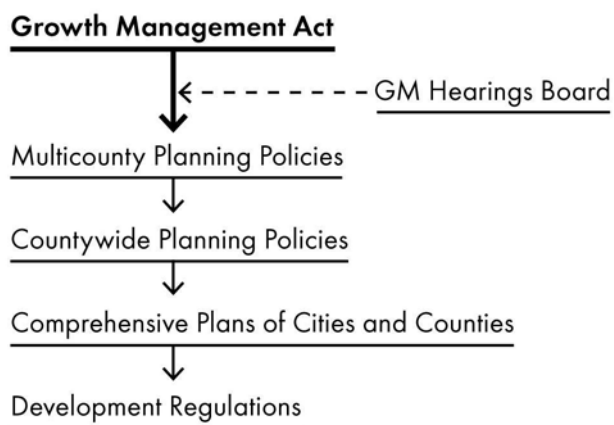 Growth Management Act
GM Hearings Board
Multicounty Planning Policies
Countywide Planning Policies
Comprehensive Plans of Cities and Counties
Development Regulations